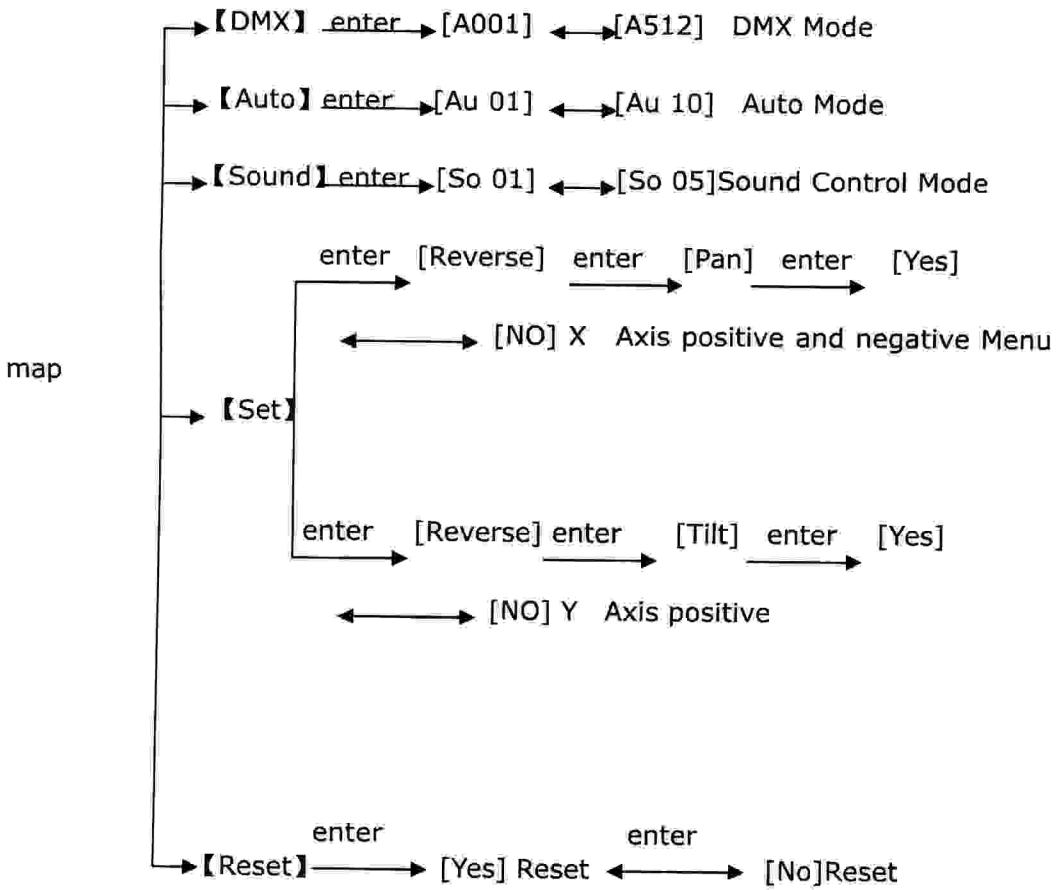 【DMX】 enter [A001] [A512] DMX Mode
【Auto】 enter [Au 01] [Au 10] Auto Mode
【Sound】 enter [So 01] [So 05]Sound Control Mode
enter [Reverse] enter [Pan] enter [Yes]
[NO] X Axis positive and negative Menu
map
【Set】
enter [Reverse] enter [Tilt] enter [Yes]
[NO] Y Axis positive
enter enter
【Reset】 [Yes] Reset [No]Reset